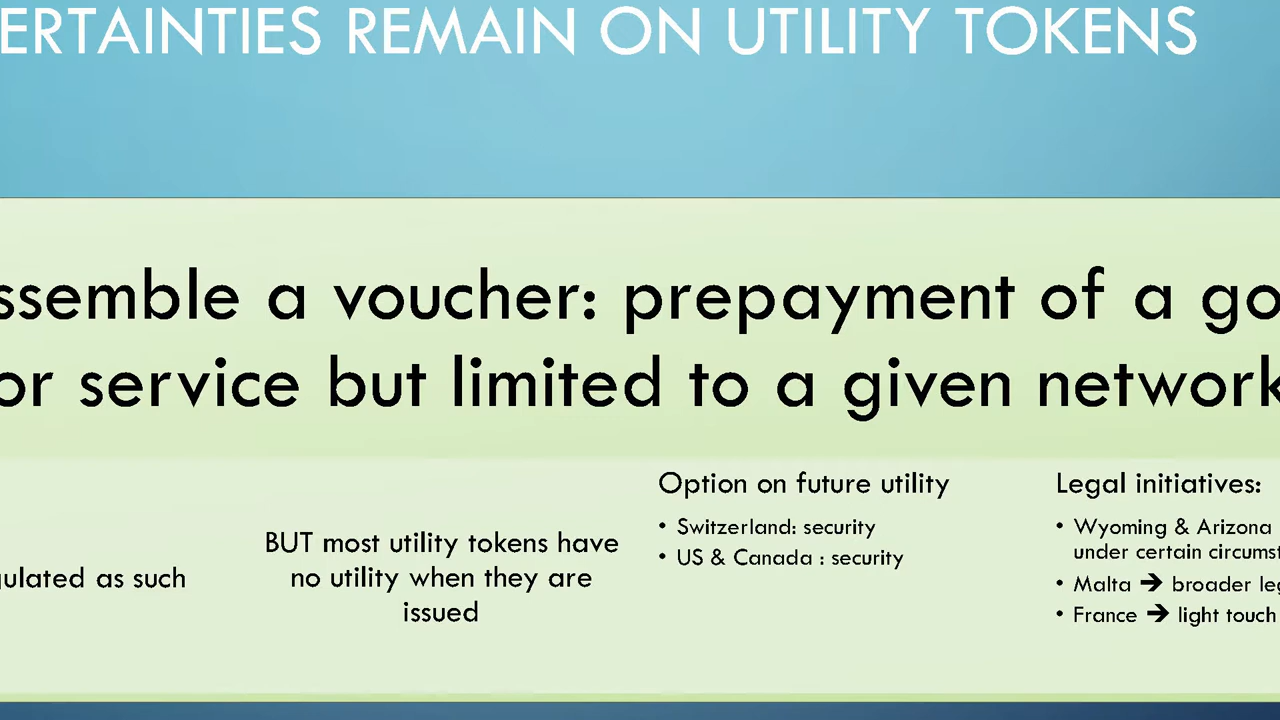 ERTAINTIES REMAIN ON UTILITY TOKENS
ssemble a voucher: prepayment of a go
or service but limited to a given network
gulated as such
BUT most utility tokens have
no utility when they are
issued
Option on future utility
• Switzerland: security
• US & Canada : security
Legal initiatives:
• Wyoming & Arizona
under certain circumst
• Malta ➔ broader leg
• France ➔ light touch